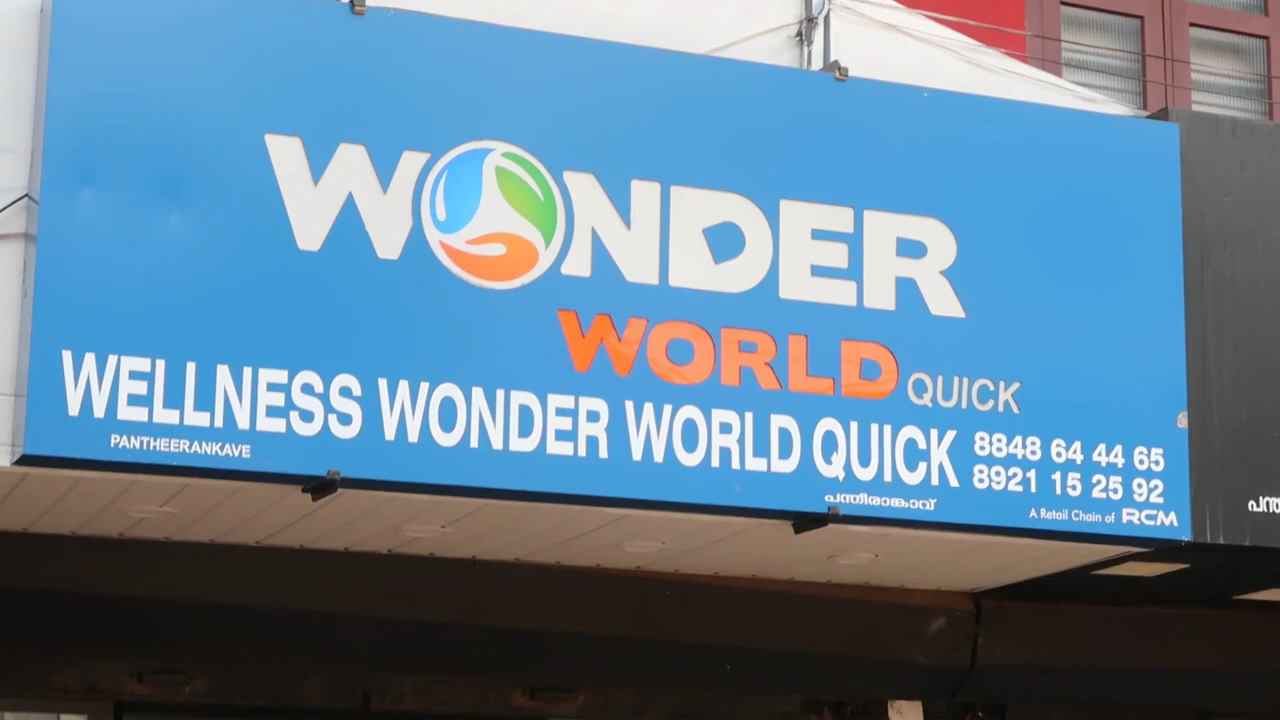 WONDER
WORLD QUICK
WELLNESS WONDER WORLD QUICK
8848 64 44 65
8921 15 25 92
PANTHEERANKAVE
പന്തീരാങ്കാവ്
A Retail Chain of RCM